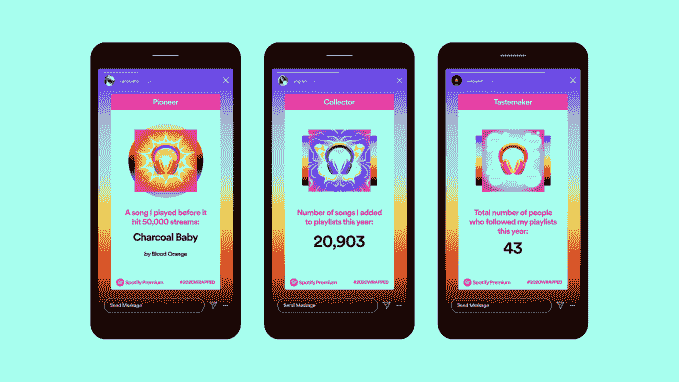 Pioneer
A song I played before it
hit 50,000 streams:
Charcoal Baby
by Blood Orange
Spotify Premium
#2020WRAPPED
Send Message
Collector
Number of songs I added
to playlists this year:
20,903
Spotify Premium
#2020WRAPPED
Send Message
Tastemaker
Total number of people
who followed my playlists
this year:
43
Spotify Premium
#2020WRAPPED
Send Message